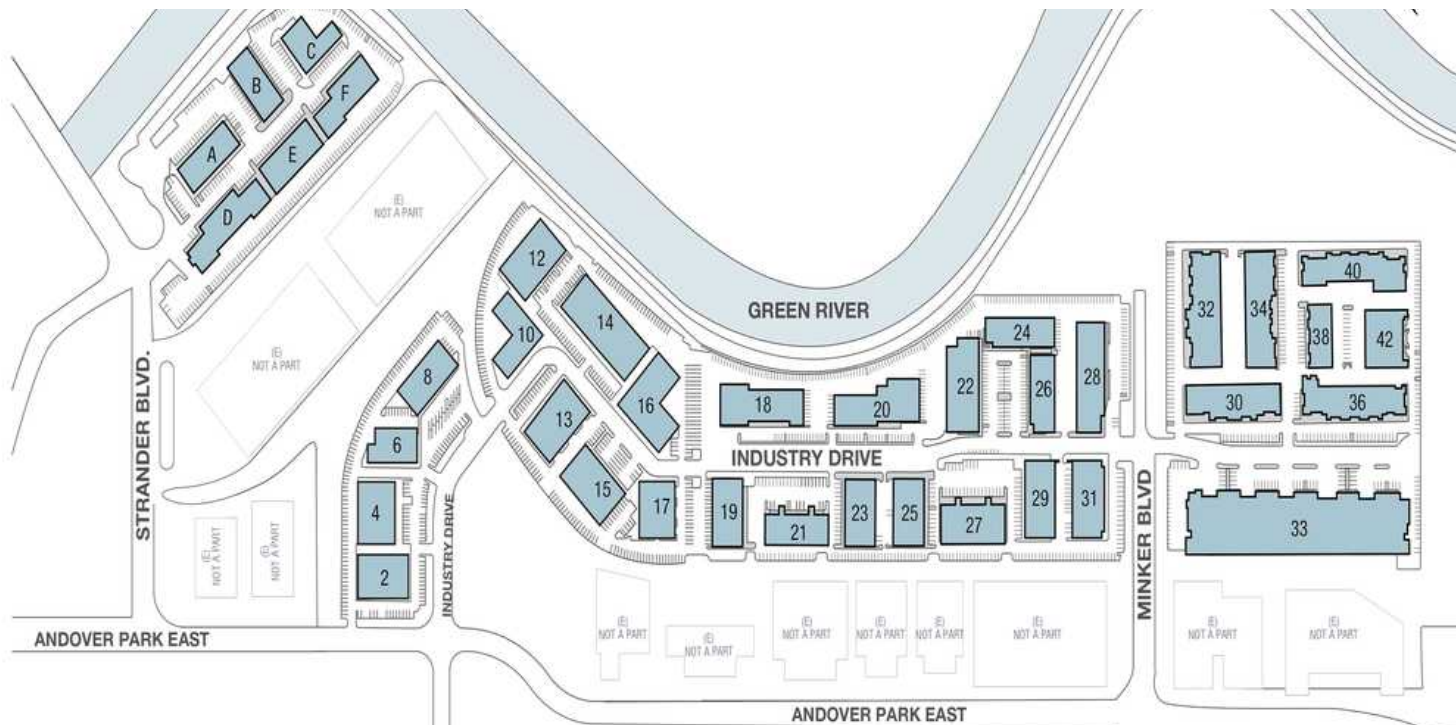 C
B
F
A
E
D
(E)
NOT A PART
(E)
NOT A PART
12
14
10
8
16
13
6
15
4
17
2
GREEN RIVER
18
20
22
24
26
28
32
34
40
38
42
30
36
INDUSTRY DRIVE
19
21
23
25
27
29
31
33
STRANDER BLVD.
INDUSTRY DRIVE
MINKER BLVD
(E)
NOT A PART
(E)
NOT A PART
ANDOVER PARK EAST
(E)
NOT A PART
(E)
NOT A PART
(E)
NOT A PART
(E)
NOT A PART
(E)
NOT A PART
(E)
NOT A PART
(E)
NOT A PART
(E)
NOT A PART
ANDOVER PARK EAST